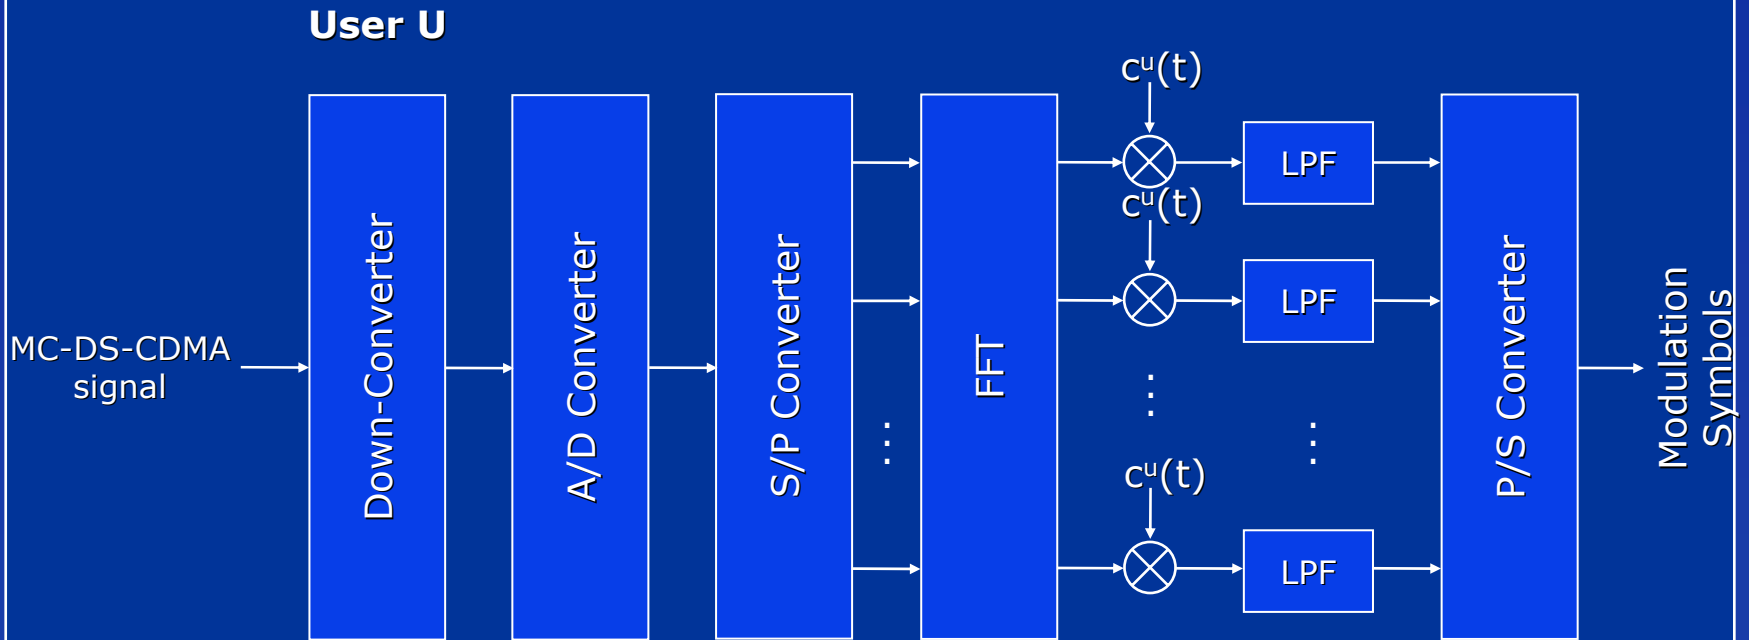 User U
MC-DS-CDMA
signal
Down-Converter
A/D Converter
S/P Converter
⋮
FFT
cᵘ(t)
cᵘ(t)
⋮
cᵘ(t)
LPF
LPF
⋮
LPF
P/S Converter
Modulation
Symbols